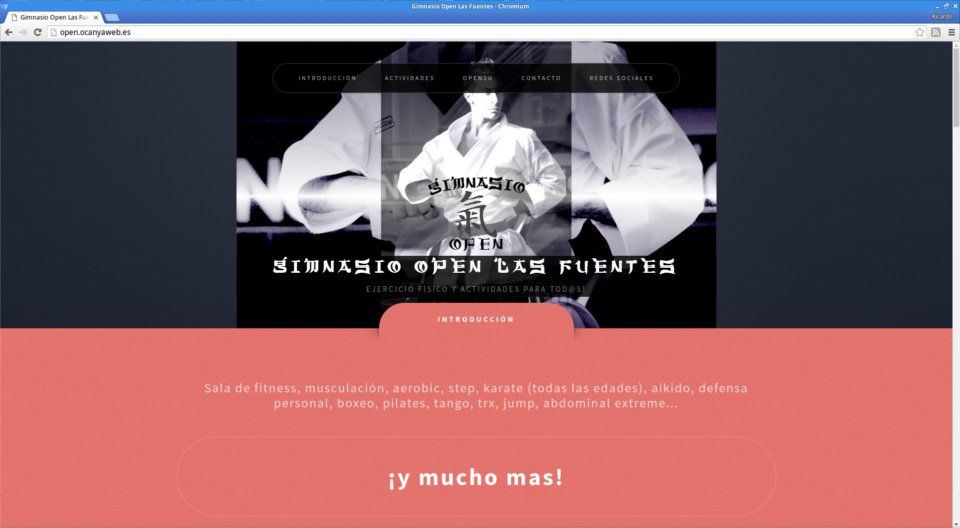 Gimnasio Open Las Fuentes - Chromium
Gimnasio Open Las Fue
Ricardo
open.ocanyaweb.es
INTRODUCCIÓN
ACTIVIDADES
OPEN2U
CONTACTO
REDES SOCIALES
GIMNASIO
氣
OPEN
GIMNASIO OPEN LAS FUENTES
EJERCICIO FISICO Y ACTIVIDADES PARA TOD@S!
INTRODUCCIÓN
Sala de fitness, musculación, aerobic, step, karate (todas las edades), aikido, defensa
personal, boxeo, pilates, tango, trx, jump, abdominal extreme...
¡y mucho mas!